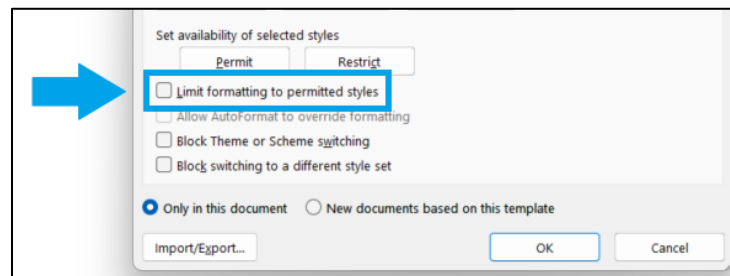 Set availability of selected styles
Permit Restrict
Limit formatting to permitted styles
Allow AutoFormat to override formatting
Block Theme or Scheme switching
Block switching to a different style set
Only in this document New documents based on this template
Import/Export... OK Cancel